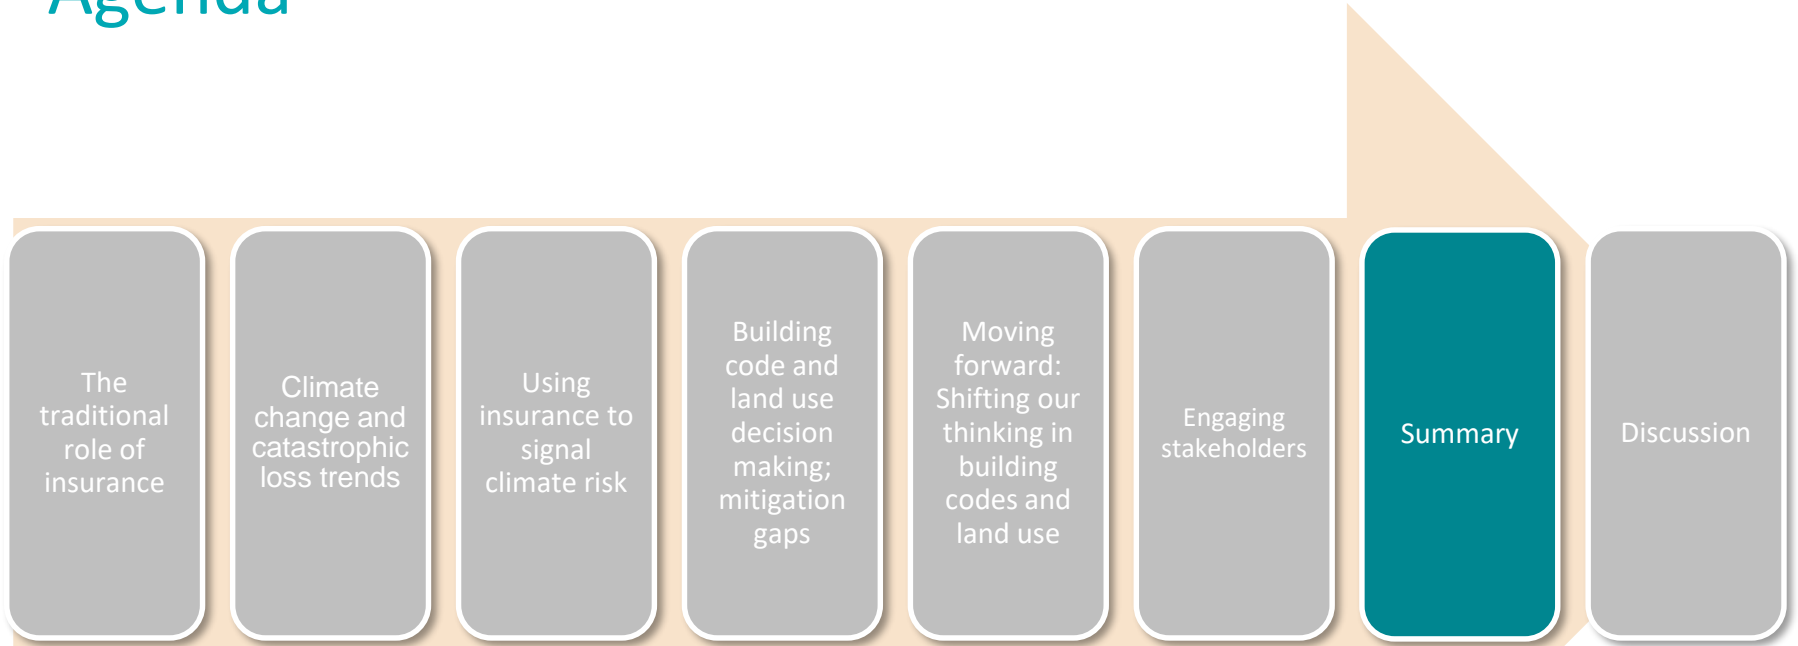 Agenda
The
traditional
role of
insurance
Climate
change and
catastrophic
loss trends
Using
insurance to
signal
climate risk
Building
code and
land use
decision
making;
mitigation
gaps
Moving
forward:
Shifting our
thinking in
building
codes and
land use
Engaging
stakeholders
Summary
Discussion